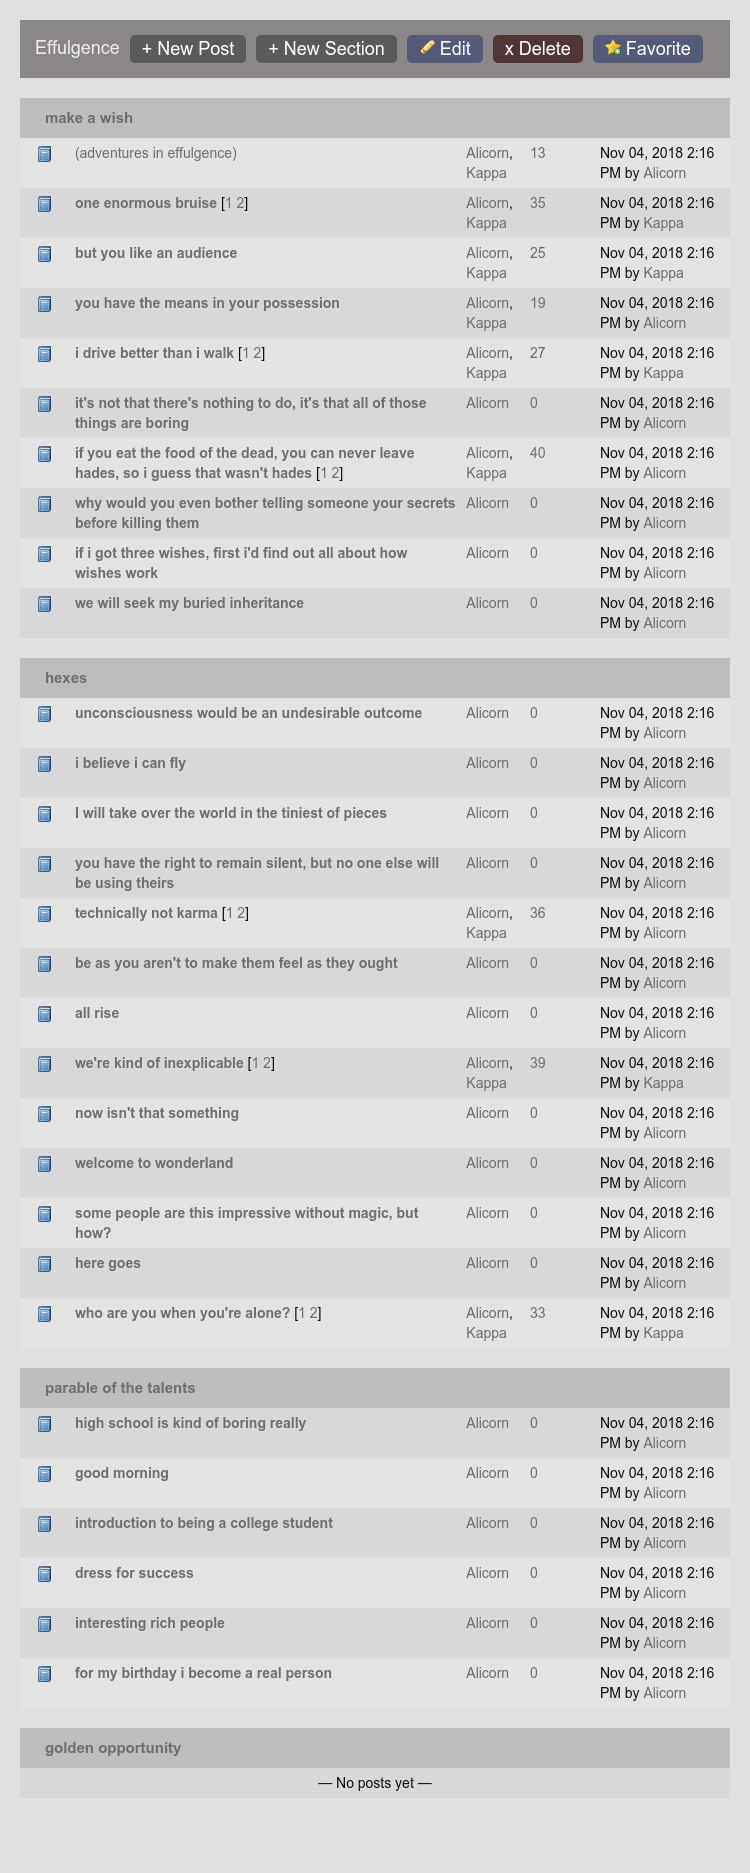 Effulgence + New Post + New Section Edit x Delete Favorite
make a wish
(adventures in effulgence) Alicorn, 13 Nov 04, 2018 2:16
Kappa PM by Alicorn
one enormous bruise [1 2] Alicorn, 35 Nov 04, 2018 2:16
Kappa PM by Kappa
but you like an audience Alicorn, 25 Nov 04, 2018 2:16
Kappa PM by Kappa
you have the means in your possession Alicorn, 19 Nov 04, 2018 2:16
Kappa PM by Alicorn
i drive better than i walk [1 2] Alicorn, 27 Nov 04, 2018 2:16
Kappa PM by Kappa
it's not that there's nothing to do, it's that all of those Alicorn 0 Nov 04, 2018 2:16
things are boring PM by Alicorn
if you eat the food of the dead, you can never leave Alicorn, 40 Nov 04, 2018 2:16
hades, so i guess that wasn't hades [1 2] Kappa PM by Alicorn
why would you even bother telling someone your secrets Alicorn 0 Nov 04, 2018 2:16
before killing them PM by Alicorn
if i got three wishes, first i'd find out all about how Alicorn 0 Nov 04, 2018 2:16
wishes work PM by Alicorn
we will seek my buried inheritance Alicorn 0 Nov 04, 2018 2:16
PM by Alicorn
hexes
unconsciousness would be an undesirable outcome Alicorn 0 Nov 04, 2018 2:16
PM by Alicorn
i believe i can fly Alicorn 0 Nov 04, 2018 2:16
PM by Alicorn
I will take over the world in the tiniest of pieces Alicorn 0 Nov 04, 2018 2:16
PM by Alicorn
you have the right to remain silent, but no one else will Alicorn 0 Nov 04, 2018 2:16
be using theirs PM by Alicorn
technically not karma [1 2] Alicorn, 36 Nov 04, 2018 2:16
Kappa PM by Alicorn
be as you aren't to make them feel as they ought Alicorn 0 Nov 04, 2018 2:16
PM by Alicorn
all rise Alicorn 0 Nov 04, 2018 2:16
PM by Alicorn
we're kind of inexplicable [1 2] Alicorn, 39 Nov 04, 2018 2:16
Kappa PM by Kappa
now isn't that something Alicorn 0 Nov 04, 2018 2:16
PM by Alicorn
welcome to wonderland Alicorn 0 Nov 04, 2018 2:16
PM by Alicorn
some people are this impressive without magic, but Alicorn 0 Nov 04, 2018 2:16
how? PM by Alicorn
here goes Alicorn 0 Nov 04, 2018 2:16
PM by Alicorn
who are you when you're alone? [1 2] Alicorn, 33 Nov 04, 2018 2:16
Kappa PM by Kappa
parable of the talents
high school is kind of boring really Alicorn 0 Nov 04, 2018 2:16
PM by Alicorn
good morning Alicorn 0 Nov 04, 2018 2:16
PM by Alicorn
introduction to being a college student Alicorn 0 Nov 04, 2018 2:16
PM by Alicorn
dress for success Alicorn 0 Nov 04, 2018 2:16
PM by Alicorn
interesting rich people Alicorn 0 Nov 04, 2018 2:16
PM by Alicorn
for my birthday i become a real person Alicorn 0 Nov 04, 2018 2:16
PM by Alicorn
golden opportunity
— No posts yet —